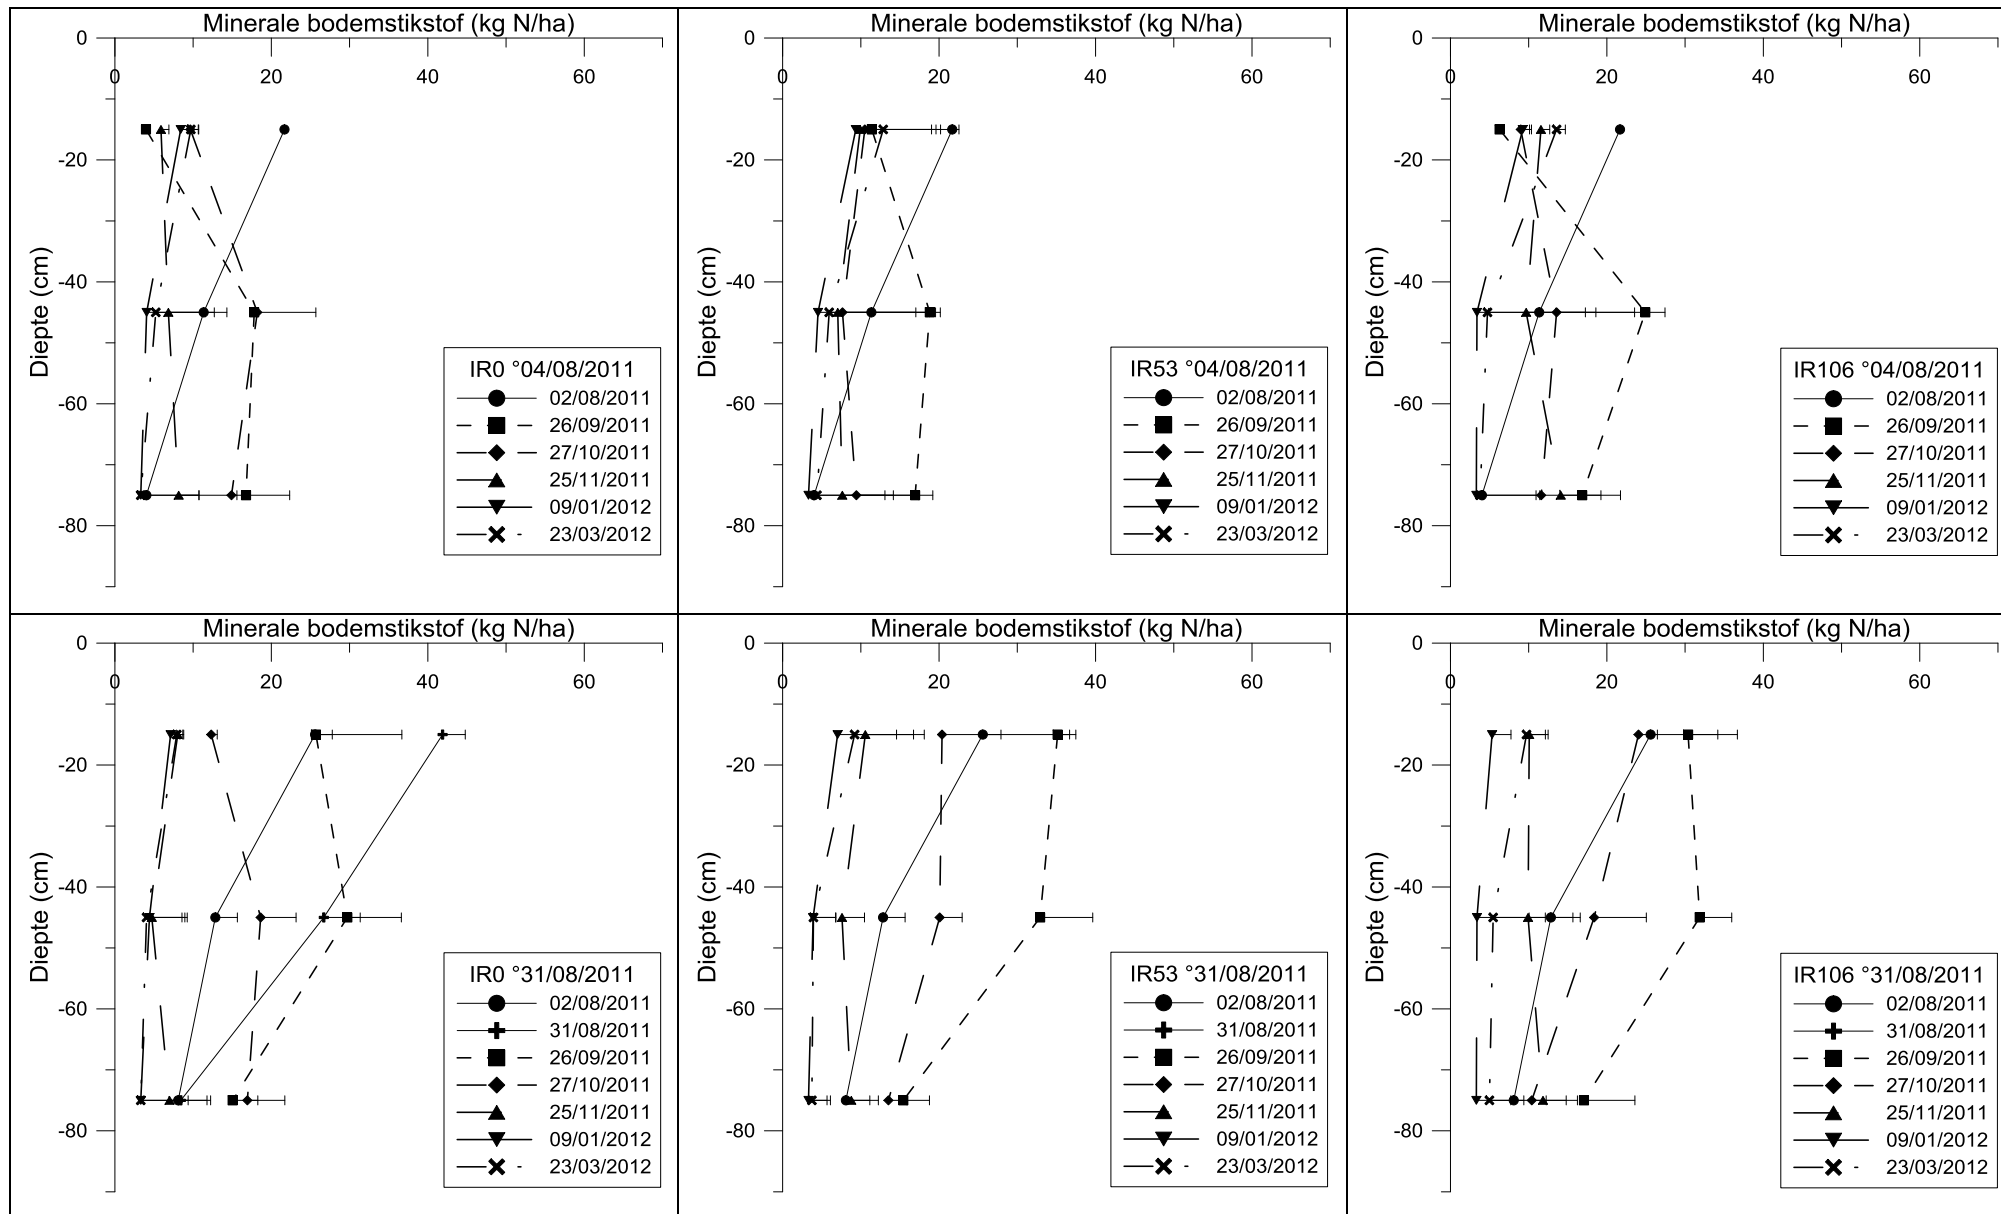 Minerale bodemstikstof (kg N/ha)
0 20 40 60
0
-20
-40
-60
-80
Diepte (cm)
IR0 °04/08/2011
02/08/2011
26/09/2011
27/10/2011
25/11/2011
09/01/2012
23/03/2012
Minerale bodemstikstof (kg N/ha)
0 20 40 60
0
-20
-40
-60
-80
Diepte (cm)
IR53 °04/08/2011
02/08/2011
26/09/2011
27/10/2011
25/11/2011
09/01/2012
23/03/2012
Minerale bodemstikstof (kg N/ha)
0 20 40 60
0
-20
-40
-60
-80
Diepte (cm)
IR106 °04/08/2011
02/08/2011
26/09/2011
27/10/2011
25/11/2011
09/01/2012
23/03/2012
Minerale bodemstikstof (kg N/ha)
0 20 40 60
0
-20
-40
-60
-80
Diepte (cm)
IR0 °31/08/2011
02/08/2011
31/08/2011
26/09/2011
27/10/2011
25/11/2011
09/01/2012
23/03/2012
Minerale bodemstikstof (kg N/ha)
0 20 40 60
0
-20
-40
-60
-80
Diepte (cm)
IR53 °31/08/2011
02/08/2011
31/08/2011
26/09/2011
27/10/2011
25/11/2011
09/01/2012
23/03/2012
Minerale bodemstikstof (kg N/ha)
0 20 40 60
0
-20
-40
-60
-80
Diepte (cm)
IR106 °31/08/2011
02/08/2011
31/08/2011
26/09/2011
27/10/2011
25/11/2011
09/01/2012
23/03/2012